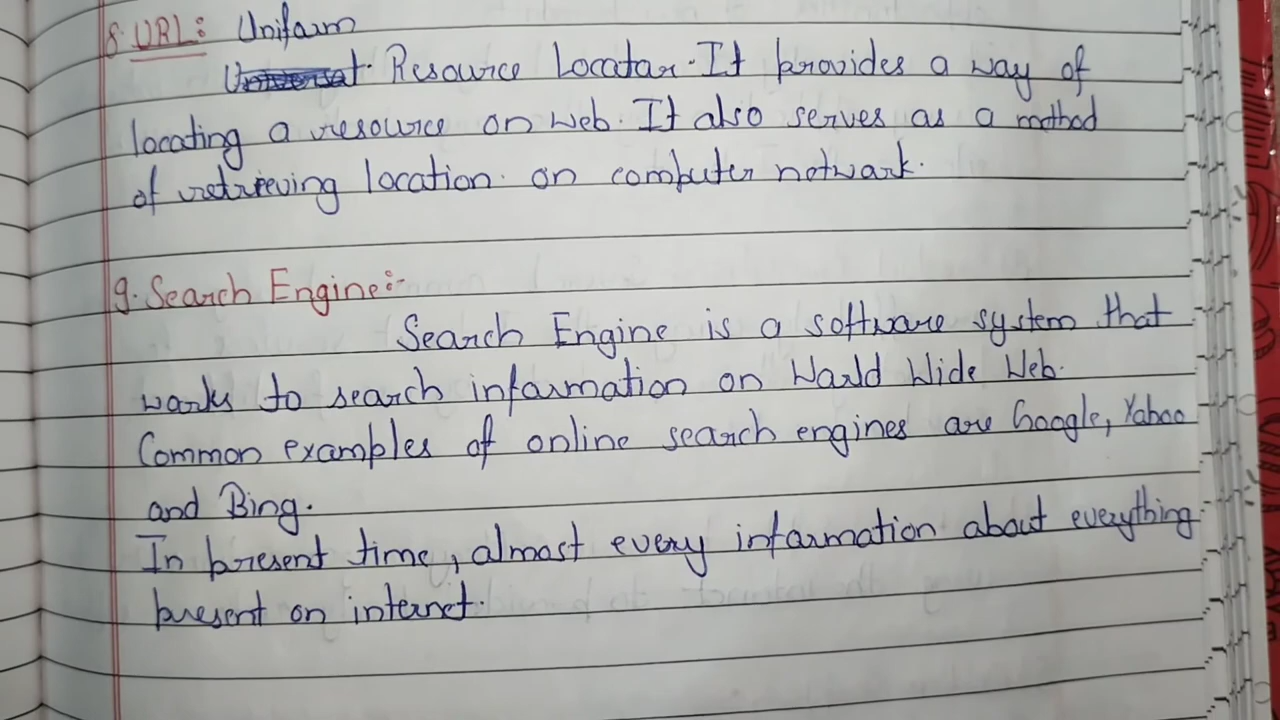 8. URL: Uniform
Universal. Resource Locator. It provides a way of
locating a resource on web. It also serves as a method
of retrieving location. on computer network.
9. Search Engine:-
Search Engine is a software system that
works to search information on World Wide Web.
Common examples of online search engines are Google, Yahoo
and Bing.
In present time, almost every information about everything
present on internet.